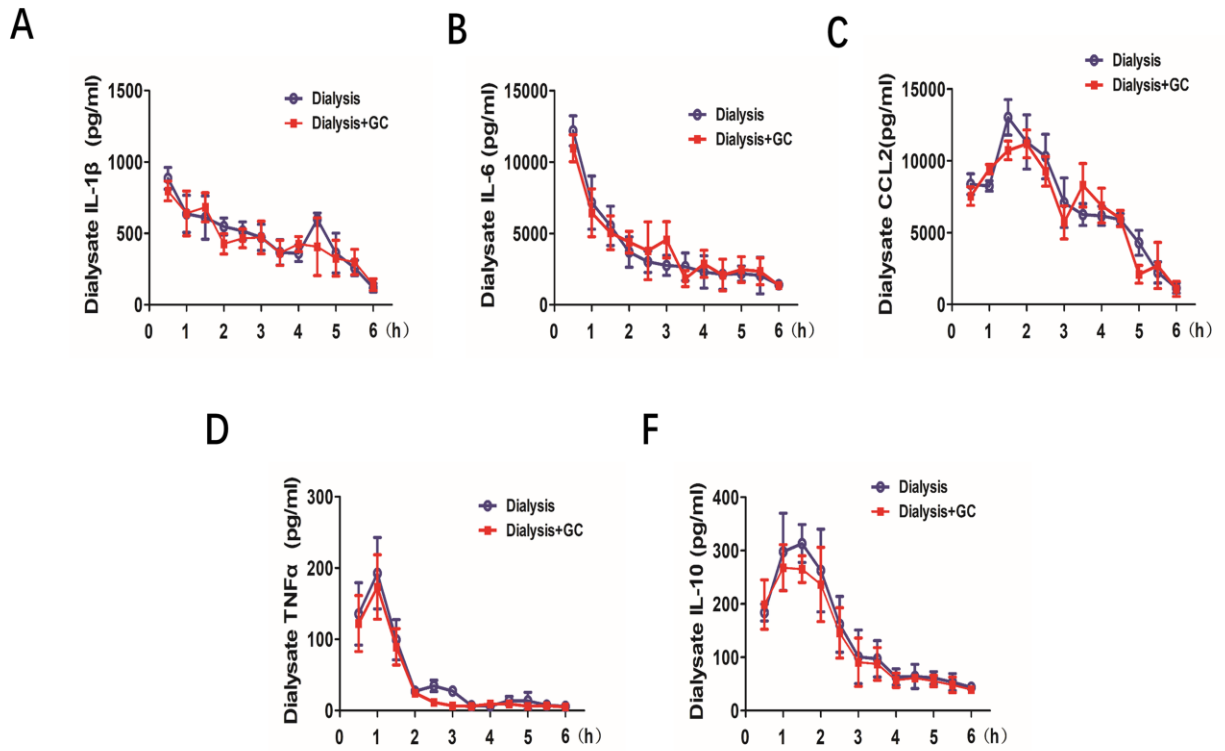 A
Dialysate IL-1β (pg/ml)
1500
1000
500
0
Dialysis
Dialysis+GC
0 1 2 3 4 5 6 (h)
B
Dialysate IL-6 (pg/ml)
15000
10000
5000
0
Dialysis
Dialysis+GC
0 1 2 3 4 5 6 (h)
C
Dialysate CCL2(pg/ml)
15000
10000
5000
0
Dialysis
Dialysis+GC
0 1 2 3 4 5 6 (h)
D
Dialysate TNFα (pg/ml)
300
200
100
0
Dialysis
Dialysis+GC
0 1 2 3 4 5 6 (h)
F
Dialysate IL-10 (pg/ml)
400
300
200
100
0
Dialysis
Dialysis+GC
0 1 2 3 4 5 6 (h)